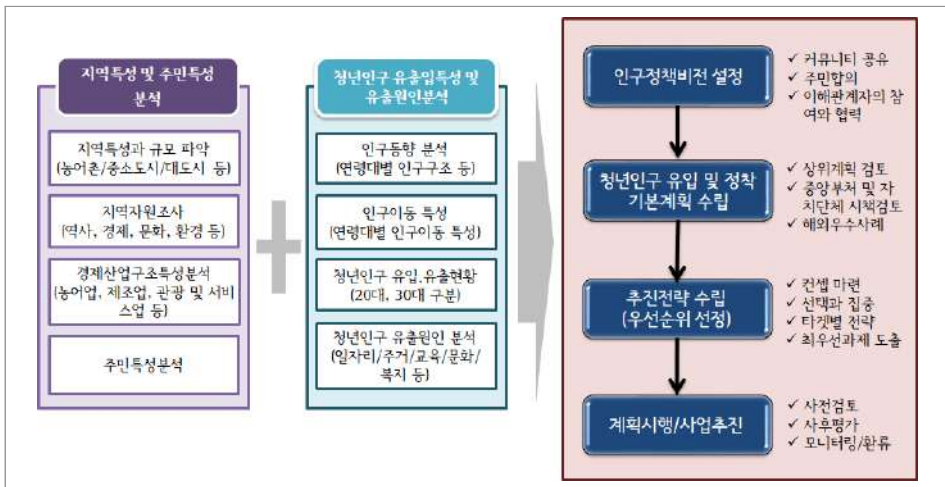 지역특성 및 주민특성
분석
지역특성과 규모 파악
(농어촌/중소도시/대도시 등)
지역자원조사
(역사, 경제, 문화, 환경 등)
경제산업구조특성분석
(농어업, 제조업, 관광 및 서비
스업 등)
주민특성분석
청년인구 유출입특성 및
유출원인분석
인구동향 분석
(연령대별 인구구조 등)
인구이동 특성
(연령대별 인구이동 특성)
청년인구 유입.유출현황
(20대, 30대 구분)
청년인구 유출원인 분석
(일자리/주거/교육/문화/
복지 등)
인구정책비전 설정
✓ 커뮤니티 공유
✓ 주민합의
✓ 이해관계자의 참
여와 협력
청년인구 유입 및 정착
기본계획 수립
✓ 상위계획 검토
✓ 중앙부처 및 자
치단체 시책검토
✓ 해외우수사례
추진전략 수립
(우선순위 선정)
✓ 컨셉 마련
✓ 선택과 집중
✓ 타겟별 전략
✓ 최우선과제 도출
계획시행/사업추진
✓ 사전검토
✓ 사후평가
✓ 모니터링/환류